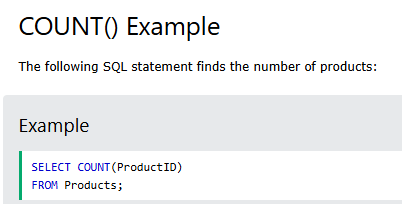 COUNT() Example
The following SQL statement finds the number of products:
Example
SELECT COUNT(ProductID)
FROM Products;